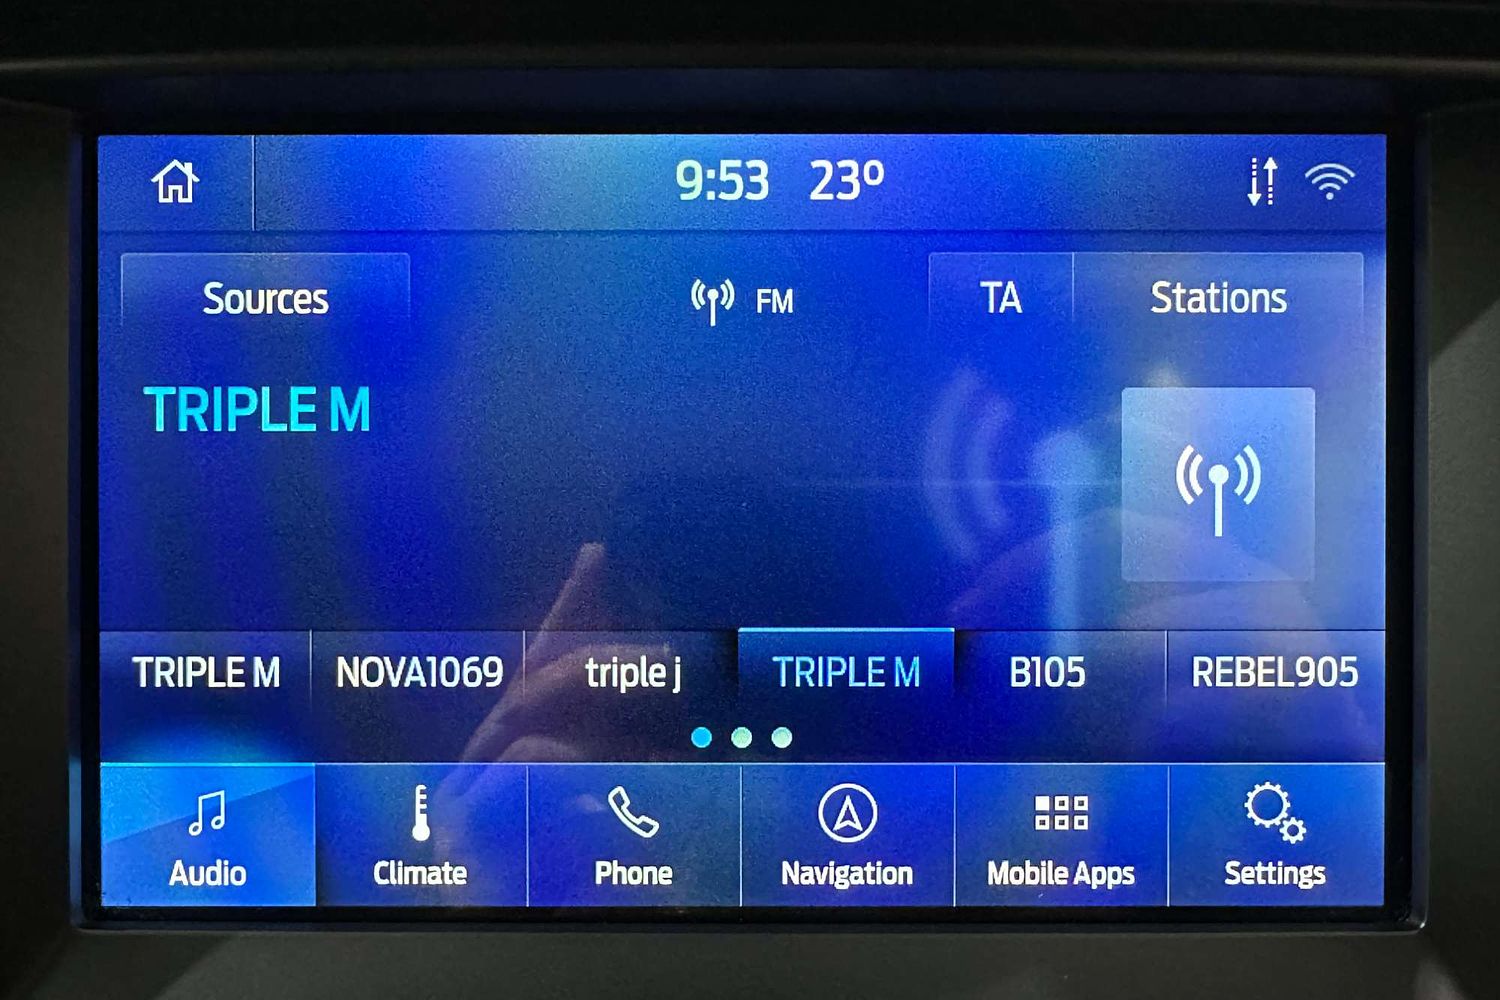 9:53 23º
Sources FM TA Stations
TRIPLE M
TRIPLE M NOVA1069 triple j TRIPLE M B105 REBEL905
Audio Climate Phone Navigation Mobile Apps Settings